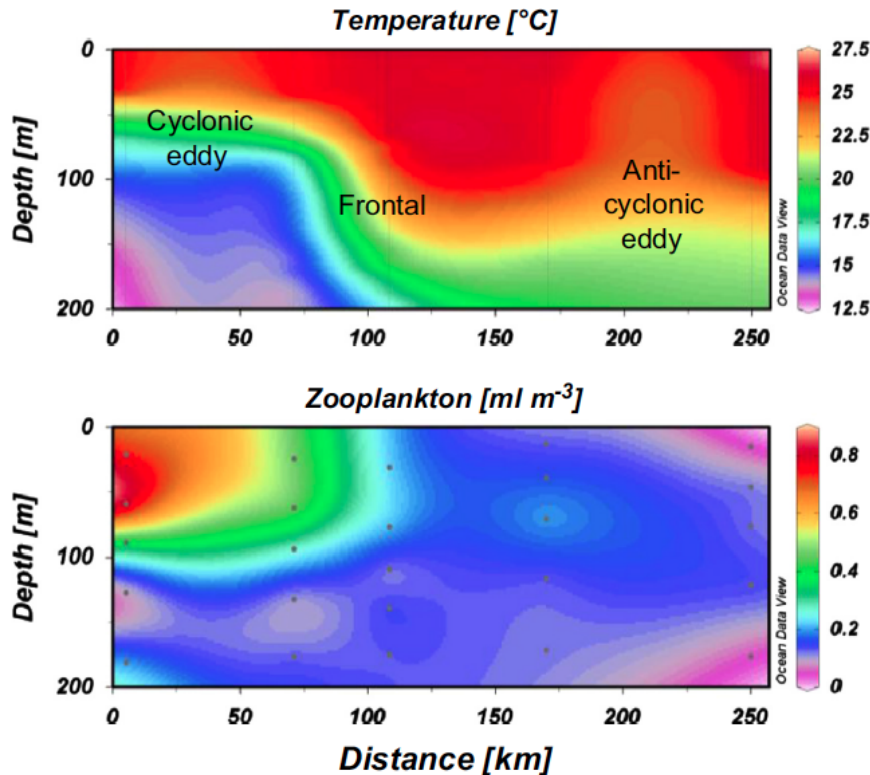 Temperature [°C]
Depth [m]
0
100
200
Cyclonic
eddy
Frontal
Anti-
cyclonic
eddy
0
50
100
150
200
250
Ocean Data View
27.5
25
22.5
20
17.5
15
12.5
Zooplankton [ml m-3]
Depth [m]
0
100
200
0
50
100
150
200
250
Ocean Data View
0.8
0.6
0.4
0.2
0
Distance [km]